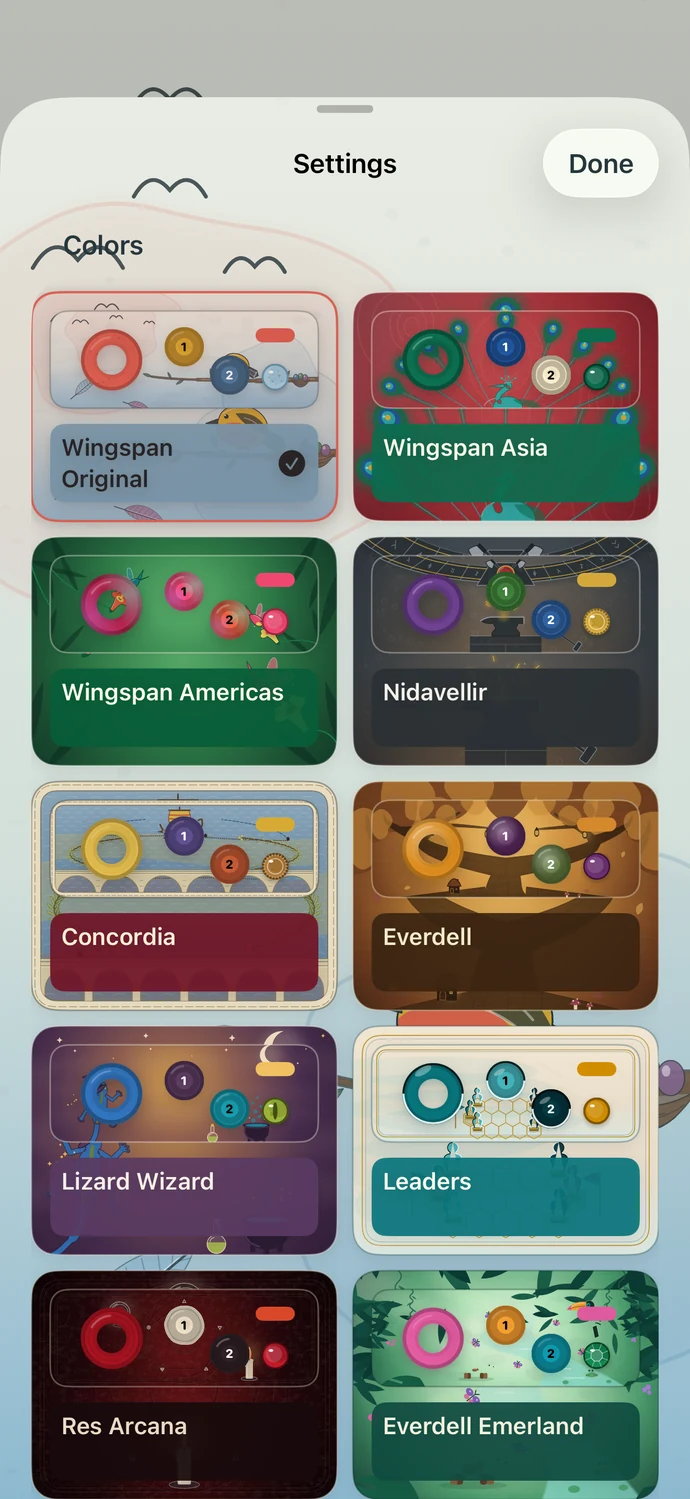 Settings
Done
Colors
1
2
Wingspan
Original
1
2
Wingspan Asia
1
2
Wingspan Americas
1
2
Nidavellir
1
2
Concordia
1
2
Everdell
1
2
Lizard Wizard
1
2
Leaders
1
2
Res Arcana
1
2
Everdell Emerland